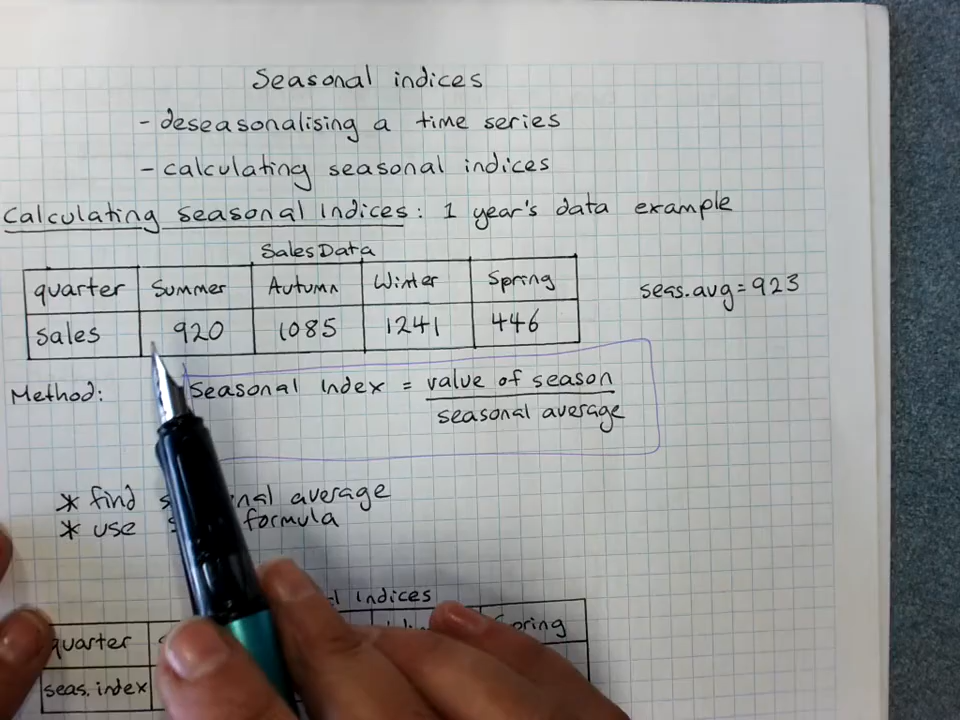 Seasonal indices
- deseasonalising a time series
- calculating seasonal indices
Calculating seasonal Indices: 1 year's data example
Sales Data
quarter Summer Autumn Winter Spring
seas.avg = 923
sales 920 1085 1241 446
Method: Seasonal Index = value of season
seasonal average
* find average
* use formula
Indices
quarter
seas. index